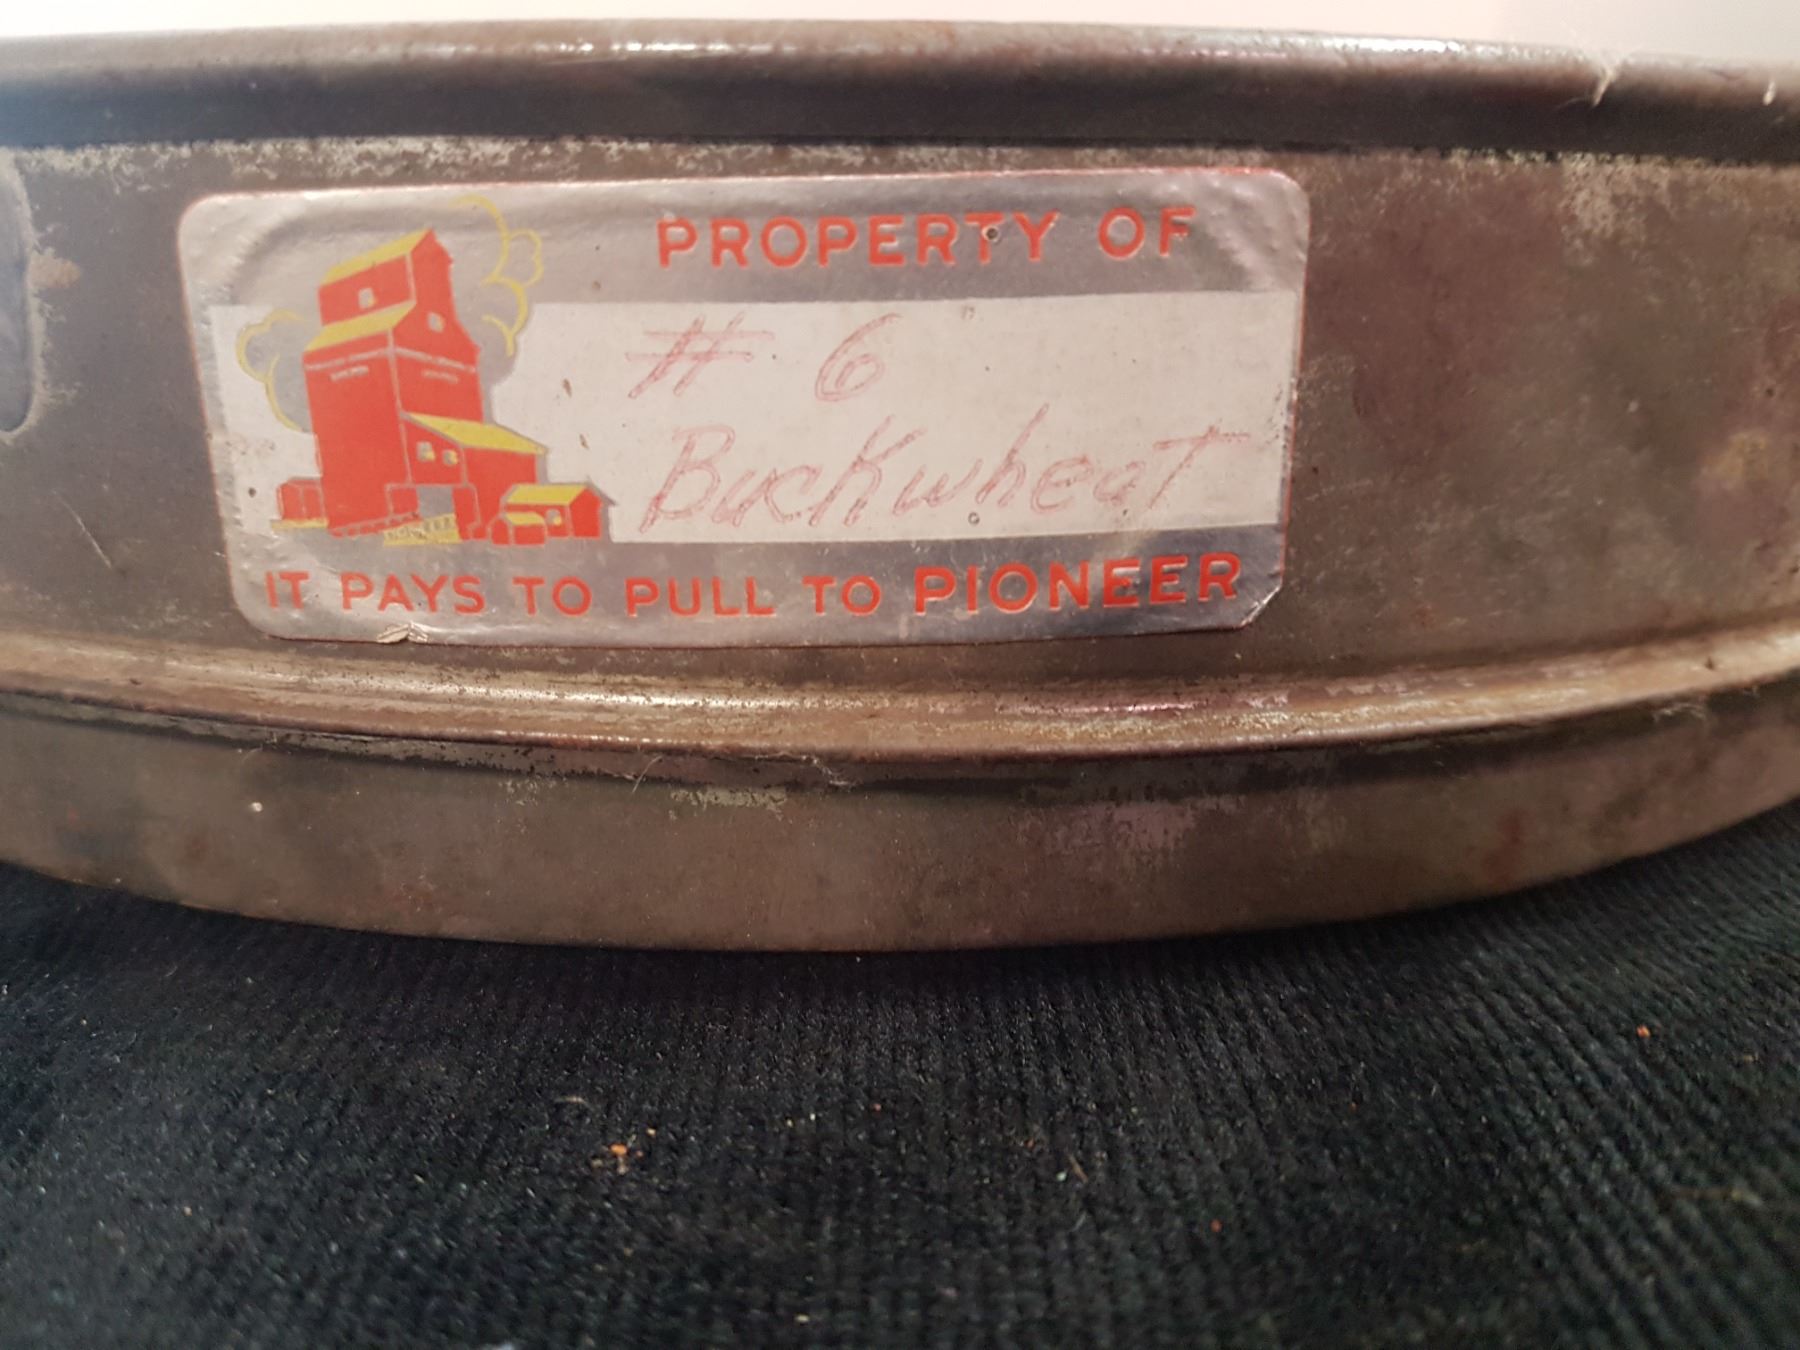 PROPERTY OF
# 6
Buckwheat
IT PAYS TO PULL TO PIONEER